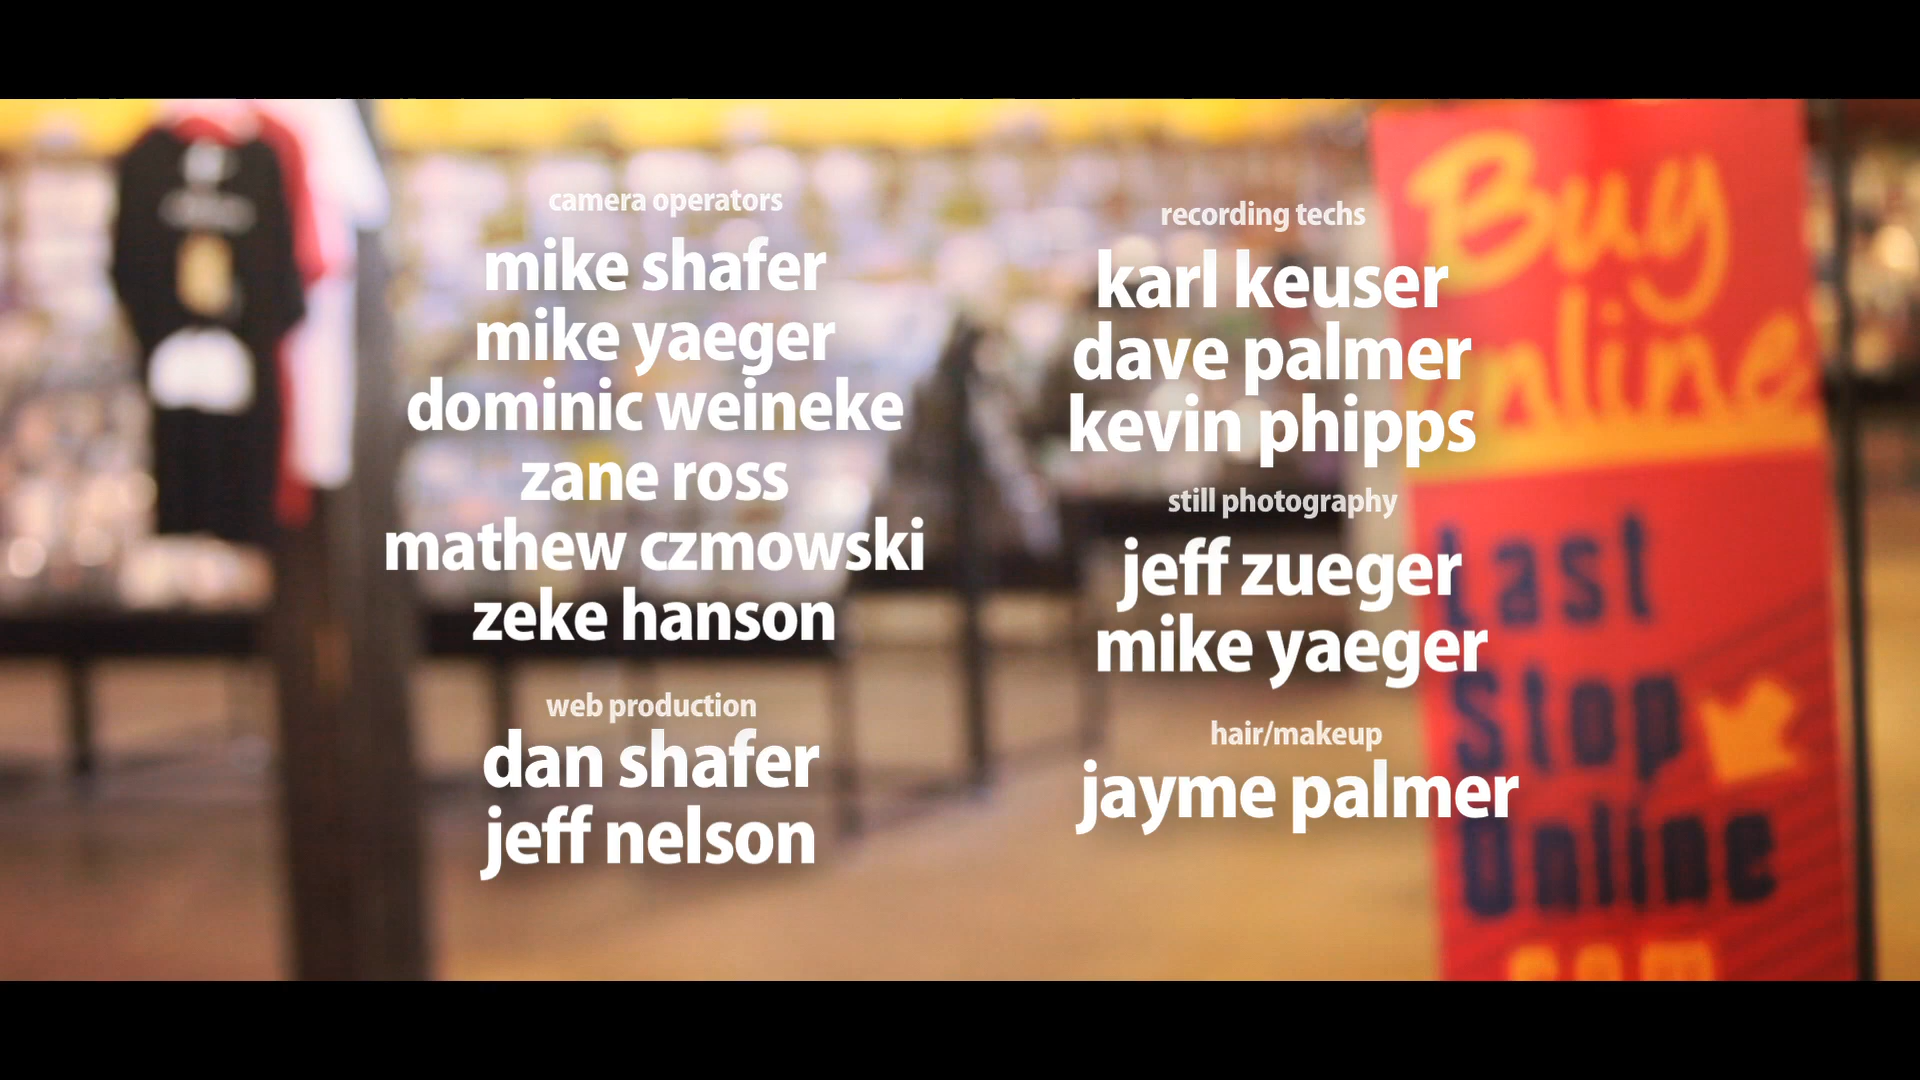 camera operators
mike shafer
mike yaeger
dominic weineke
zane ross
mathew czmowski
zeke hanson
web production
dan shafer
jeff nelson
recording techs
karl keuser
dave palmer
kevin phipps
still photography
jeff zueger
mike yaeger
hair/makeup
jayme palmer
Buy
online
Last
Stop
Online
com